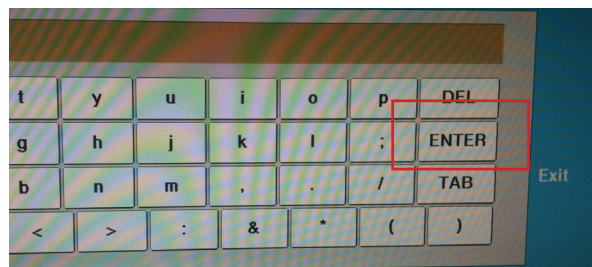 t y u i o p DEL
g h j k l ; ENTER
b n m , . / TAB
Exit
< > : & * ( )